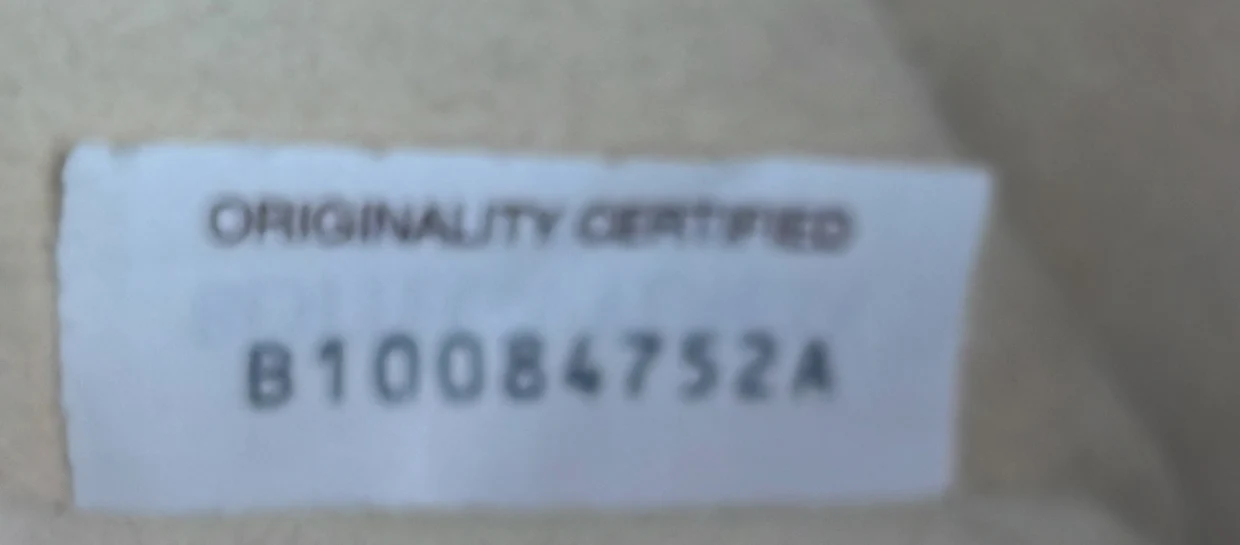 ORIGINALITY CERTIFIED
B10084752A